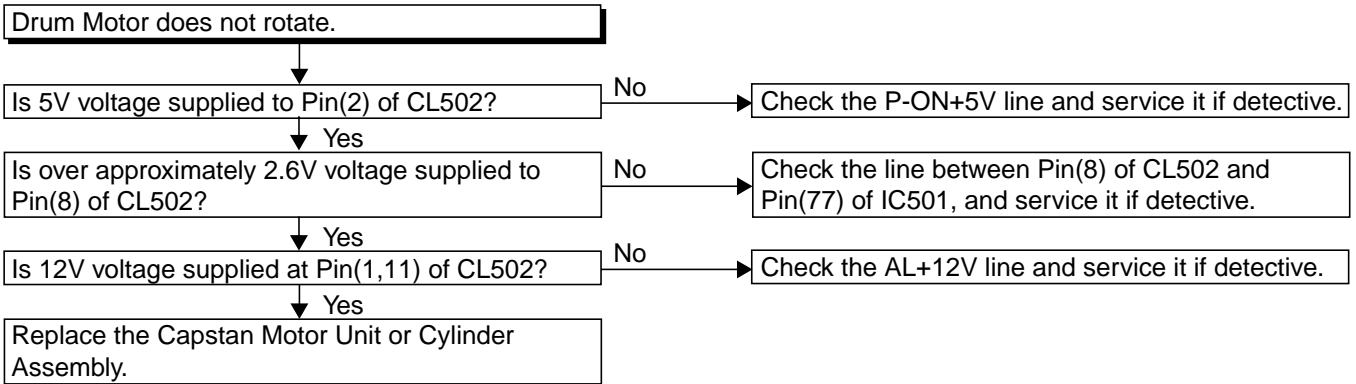 Drum Motor does not rotate.
Is 5V voltage supplied to Pin(2) of CL502?
No
Check the P-ON+5V line and service it if detective.
Yes
Is over approximately 2.6V voltage supplied to
Pin(8) of CL502?
No
Check the line between Pin(8) of CL502 and
Pin(77) of IC501, and service it if detective.
Yes
Is 12V voltage supplied at Pin(1,11) of CL502?
No
Check the AL+12V line and service it if detective.
Yes
Replace the Capstan Motor Unit or Cylinder
Assembly.